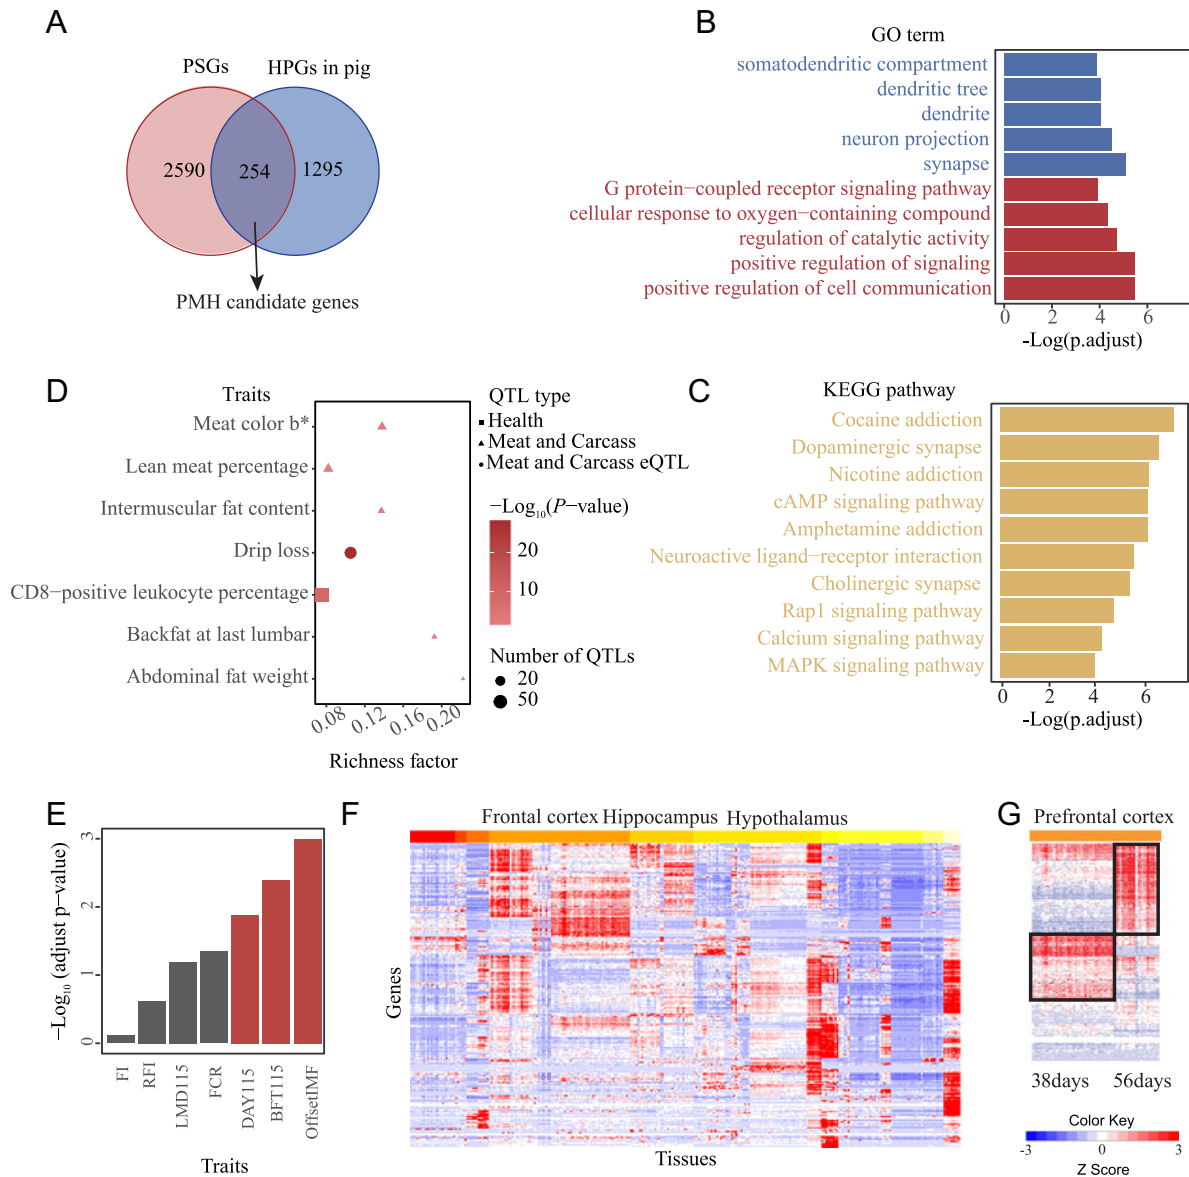 A
PSGs
HPGs in pig
2590
254
1295
PMH candidate genes
B
GO term
somatodendritic compartment
dendritic tree
dendrite
neuron projection
synapse
G protein−coupled receptor signaling pathway
cellular response to oxygen−containing compound
regulation of catalytic activity
positive regulation of signaling
positive regulation of cell communication
0 2 4 6
-Log(p.adjust)
D
Traits
Meat color b*
Lean meat percentage
Intermuscular fat content
Drip loss
CD8−positive leukocyte percentage
Backfat at last lumbar
Abdominal fat weight
0.08 0.12 0.16 0.20
Richness factor
QTL type
Health
Meat and Carcass
Meat and Carcass eQTL
−Log₁₀(P−value)
20
10
Number of QTLs
20
50
C
KEGG pathway
Cocaine addiction
Dopaminergic synapse
Nicotine addiction
cAMP signaling pathway
Amphetamine addiction
Neuroactive ligand−receptor interaction
Cholinergic synapse
Rap1 signaling pathway
Calcium signaling pathway
MAPK signaling pathway
0 2 4 6
-Log(p.adjust)
E
−Log₁₀ (adjust p−value)
3
2
1
0
FI
RFI
LMD115
FCR
DAY115
BFT115
OffsetIMF
Traits
F
Frontal cortex Hippocampus Hypothalamus
Genes
Tissues
G
Prefrontal cortex
38days 56days
Color Key
-3 0 3
Z Score